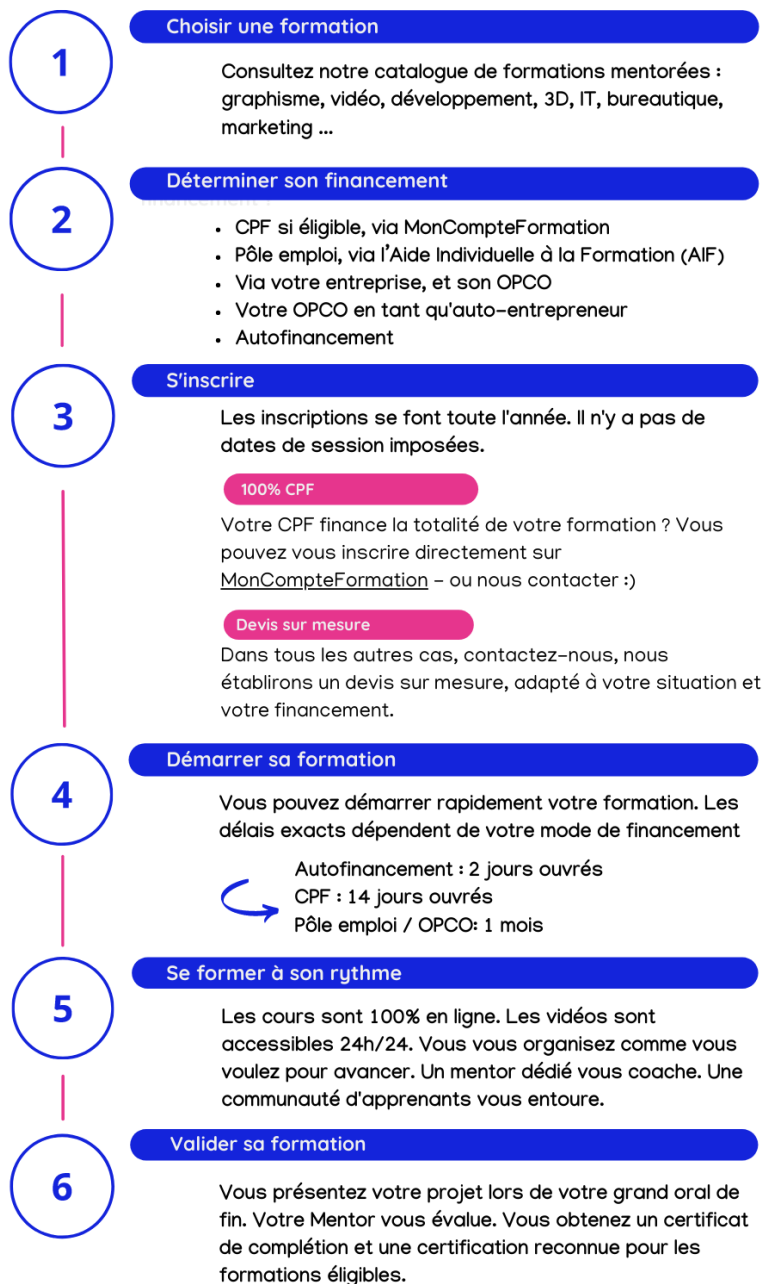 1
Choisir une formation
Consultez notre catalogue de formations mentorées :
graphisme, vidéo, développement, 3D, IT, bureautique,
marketing ...
2
Déterminer son financement
financement ?
• CPF si éligible, via MonCompteFormation
• Pôle emploi, via l'Aide Individuelle à la Formation (AIF)
• Via votre entreprise, et son OPCO
• Votre OPCO en tant qu'auto-entrepreneur
• Autofinancement
3
S'inscrire
Les inscriptions se font toute l'année. Il n'y a pas de
dates de session imposées.
100% CPF
Votre CPF finance la totalité de votre formation ? Vous
pouvez vous inscrire directement sur
MonCompteFormation - ou nous contacter :)
Devis sur mesure
Dans tous les autres cas, contactez-nous, nous
établirons un devis sur mesure, adapté à votre situation et
votre financement.
4
Démarrer sa formation
Vous pouvez démarrer rapidement votre formation. Les
délais exacts dépendent de votre mode de financement
Autofinancement : 2 jours ouvrés
CPF : 14 jours ouvrés
Pôle emploi / OPCO: 1 mois
5
Se former à son rythme
Les cours sont 100% en ligne. Les vidéos sont
accessibles 24h/24. Vous vous organisez comme vous
voulez pour avancer. Un mentor dédié vous coache. Une
communauté d'apprenants vous entoure.
6
Valider sa formation
Vous présentez votre projet lors de votre grand oral de
fin. Votre Mentor vous évalue. Vous obtenez un certificat
de complétion et une certification reconnue pour les
formations éligibles.